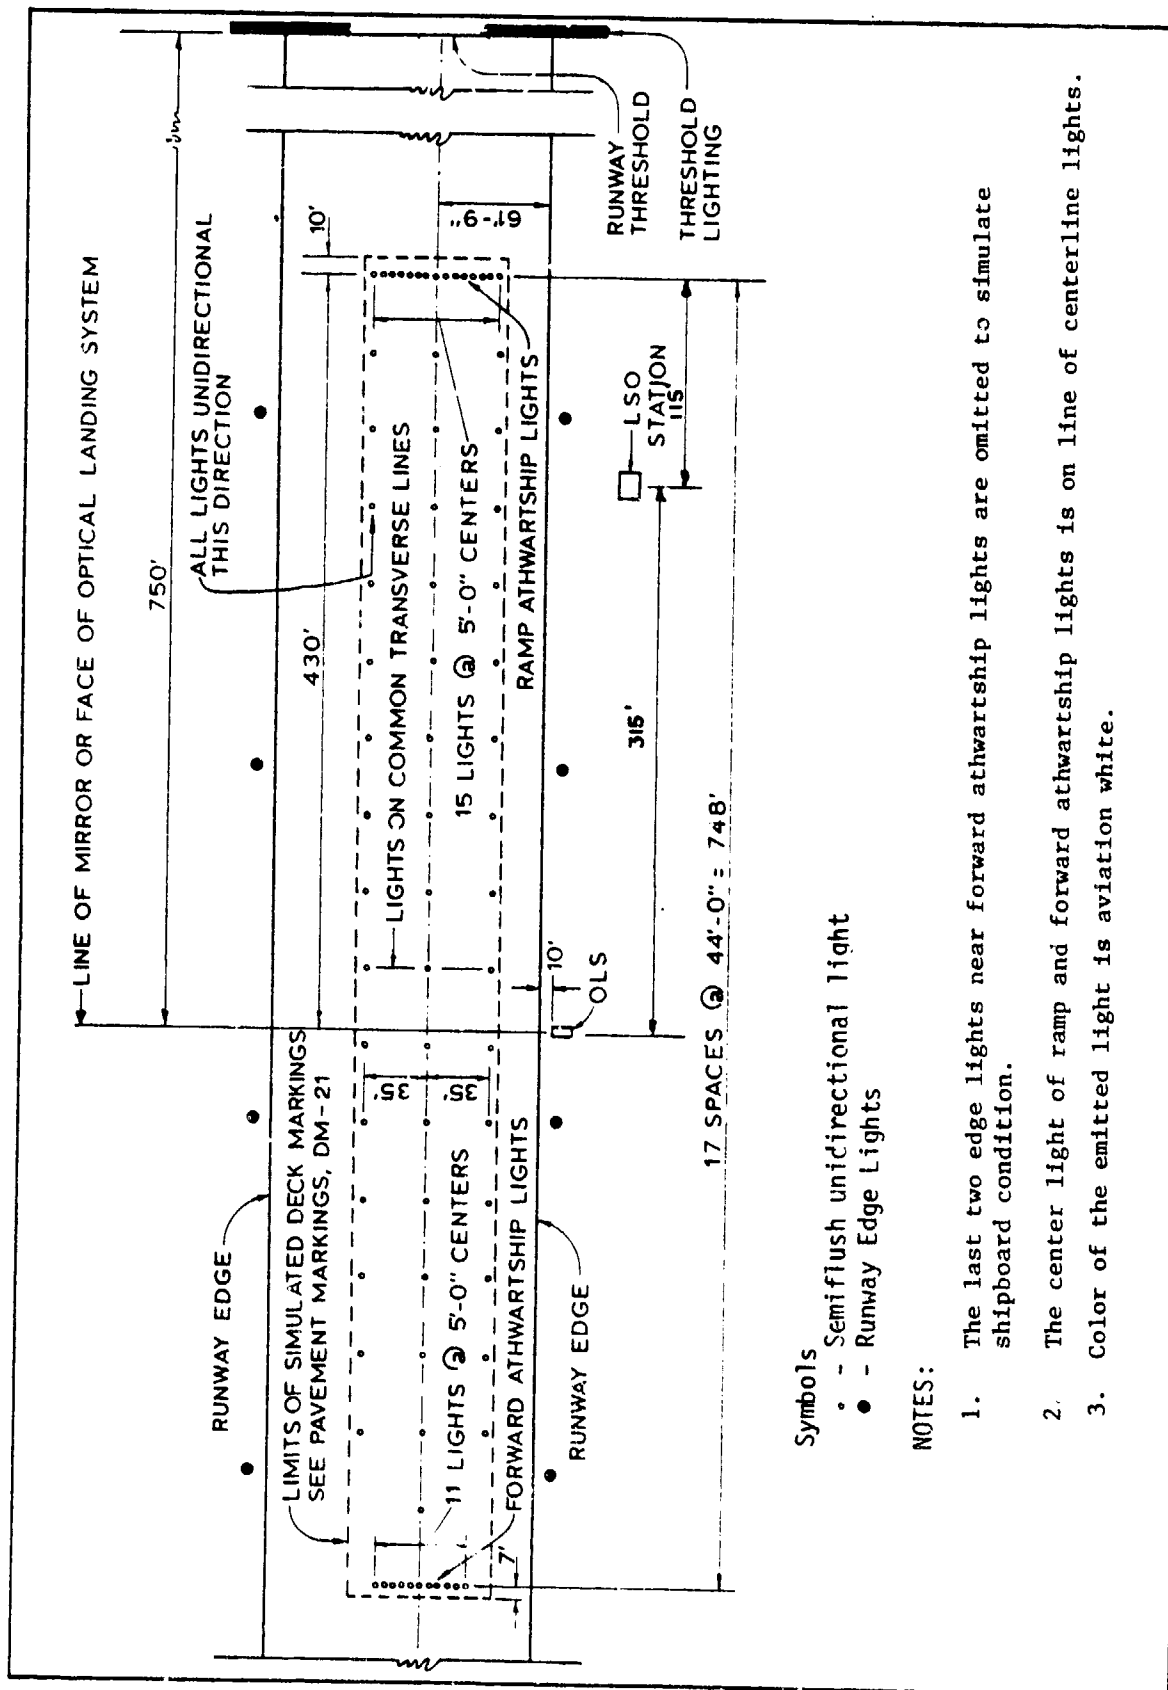 LINE OF MIRROR OR FACE OF OPTICAL LANDING SYSTEM
750'
ALL LIGHTS UNIDIRECTIONAL
THIS DIRECTION
430'
10'
RUNWAY EDGE
LIMITS OF SIMULATED DECK MARKINGS
SEE PAVEMENT MARKINGS, DM-21
LIGHTS ON COMMON TRANSVERSE LINES
35'
35'
61'-9"
11 LIGHTS @ 5'-0" CENTERS
15 LIGHTS @ 5'-0" CENTERS
7'
FORWARD ATHWARTSHIP LIGHTS
RAMP ATHWARTSHIP LIGHTS
RUNWAY EDGE
10'
OLS
LSO
STATION
115
315'
RUNWAY
THRESHOLD
THRESHOLD
LIGHTING
17 SPACES @ 44'-0" = 748'
Symbols
- Semiflush unidirectional light
- Runway Edge Lights
NOTES:
1. The last two edge lights near forward athwartship lights are omitted to simulate
shipboard condition.
2. The center light of ramp and forward athwartship lights is on line of centerline lights.
3. Color of the emitted light is aviation white.